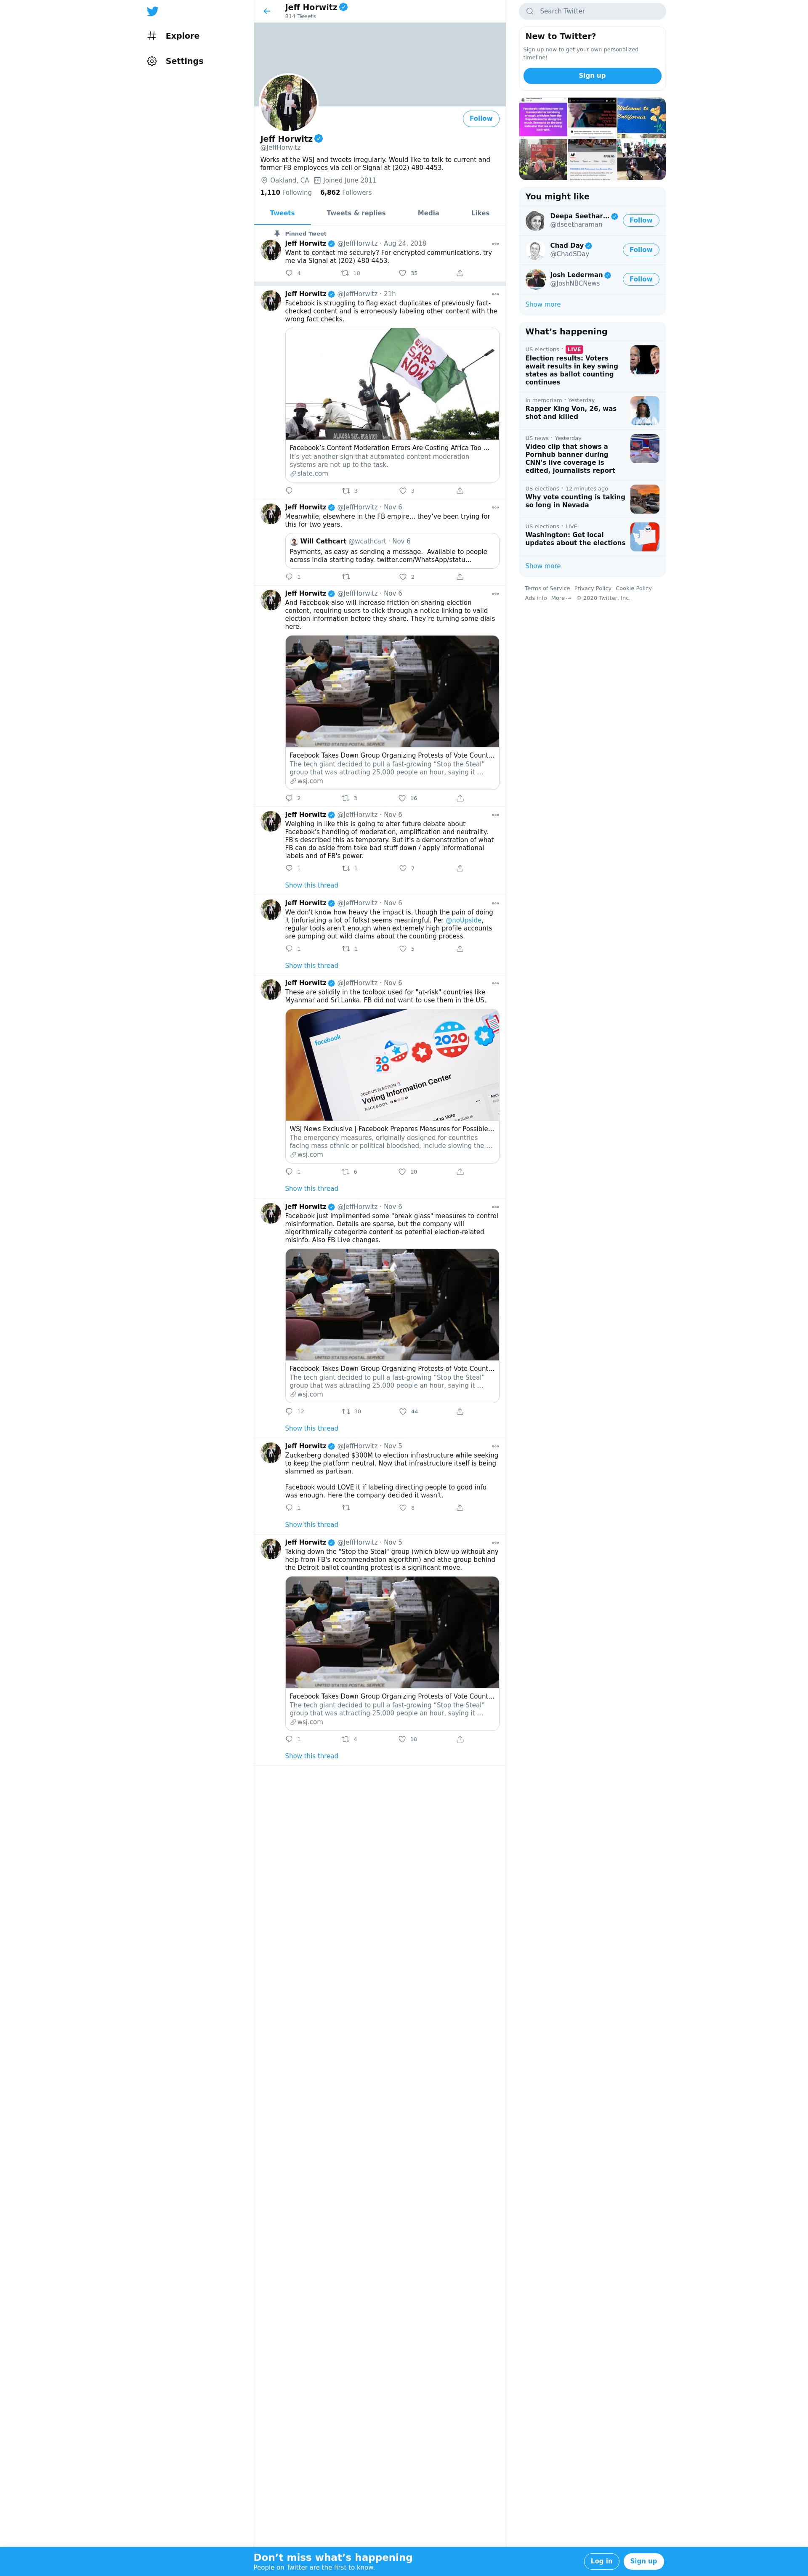 Explore
Settings
Jeff Horwitz
814 Tweets
Follow
Jeff Horwitz
@JeffHorwitz
Works at the WSJ and tweets irregularly. Would like to talk to current and
former FB employees via cell or Signal at (202) 480-4453.
Oakland, CA Joined June 2011
1,110 Following 6,862 Followers
Tweets Tweets & replies Media Likes
Pinned Tweet
Jeff Horwitz @JeffHorwitz · Aug 24, 2018
Want to contact me securely? For encrypted communications, try
me via Signal at (202) 480 4453.
4 10 35
Jeff Horwitz @JeffHorwitz · 21h
Facebook is struggling to flag exact duplicates of previously fact-
checked content and is erroneously labeling other content with the
wrong fact checks.
END
SARS
NOW
Facebook's Content Moderation Errors Are Costing Africa Too ...
It's yet another sign that automated content moderation
systems are not up to the task.
slate.com
3 3
Jeff Horwitz @JeffHorwitz · Nov 6
Meanwhile, elsewhere in the FB empire... they've been trying for
this for two years.
Will Cathcart @wcathcart · Nov 6
Payments, as easy as sending a message. Available to people
across India starting today. twitter.com/WhatsApp/statu...
1 2
Jeff Horwitz @JeffHorwitz · Nov 6
And Facebook also will increase friction on sharing election
content, requiring users to click through a notice linking to valid
election information before they share. They're turning some dials
here.
UNITED STATES POSTAL SERVICE
Facebook Takes Down Group Organizing Protests of Vote Count...
The tech giant decided to pull a fast-growing "Stop the Steal"
group that was attracting 25,000 people an hour, saying it ...
wsj.com
2 3 16
Jeff Horwitz @JeffHorwitz · Nov 6
Weighing in like this is going to alter future debate about
Facebook's handling of moderation, amplification and neutrality.
FB's described this as temporary. But it's a demonstration of what
FB can do aside from take bad stuff down / apply informational
labels and of FB's power.
1 1 7
Show this thread
Jeff Horwitz @JeffHorwitz · Nov 6
We don't know how heavy the impact is, though the pain of doing
it (infuriating a lot of folks) seems meaningful. Per @noUpside,
regular tools aren't enough when extremely high profile accounts
are pumping out wild claims about the counting process.
1 1 5
Show this thread
Jeff Horwitz @JeffHorwitz · Nov 6
These are solidly in the toolbox used for "at-risk" countries like
Myanmar and Sri Lanka. FB did not want to use them in the US.
facebook
2020
2020
2020 US ELECTION
Voting Information Center
FACEBOOK
WSJ News Exclusive | Facebook Prepares Measures for Possible...
The emergency measures, originally designed for countries
facing mass ethnic or political bloodshed, include slowing the ...
wsj.com
1 6 10
Show this thread
Jeff Horwitz @JeffHorwitz · Nov 6
Facebook just implimented some "break glass" measures to control
misinformation. Details are sparse, but the company will
algorithmically categorize content as potential election-related
misinfo. Also FB Live changes.
UNITED STATES POSTAL SERVICE
Facebook Takes Down Group Organizing Protests of Vote Count...
The tech giant decided to pull a fast-growing "Stop the Steal"
group that was attracting 25,000 people an hour, saying it ...
wsj.com
12 30 44
Show this thread
Jeff Horwitz @JeffHorwitz · Nov 5
Zuckerberg donated $300M to election infrastructure while seeking
to keep the platform neutral. Now that infrastructure itself is being
slammed as partisan.
Facebook would LOVE it if labeling directing people to good info
was enough. Here the company decided it wasn't.
1 8
Show this thread
Jeff Horwitz @JeffHorwitz · Nov 5
Taking down the "Stop the Steal" group (which blew up without any
help from FB's recommendation algorithm) and athe group behind
the Detroit ballot counting protest is a significant move.
UNITED STATES POSTAL SERVICE
Facebook Takes Down Group Organizing Protests of Vote Count...
The tech giant decided to pull a fast-growing "Stop the Steal"
group that was attracting 25,000 people an hour, saying it ...
wsj.com
1 4 18
Show this thread
Search Twitter
New to Twitter?
Sign up now to get your own personalized
timeline!
Sign up
Welcome to
California
You might like
Deepa Seethar...
@dseetharaman
Follow
Chad Day
@ChadSDay
Follow
Josh Lederman
@JoshNBCNews
Follow
Show more
What's happening
US elections · LIVE
Election results: Voters
await results in key swing
states as ballot counting
continues
In memoriam · Yesterday
Rapper King Von, 26, was
shot and killed
US news · Yesterday
Video clip that shows a
Pornhub banner during
CNN's live coverage is
edited, journalists report
US elections · 12 minutes ago
Why vote counting is taking
so long in Nevada
US elections · LIVE
Washington: Get local
updates about the elections
Show more
Terms of Service Privacy Policy Cookie Policy
Ads info More © 2020 Twitter, Inc.
Don't miss what's happening
People on Twitter are the first to know.
Log in
Sign up